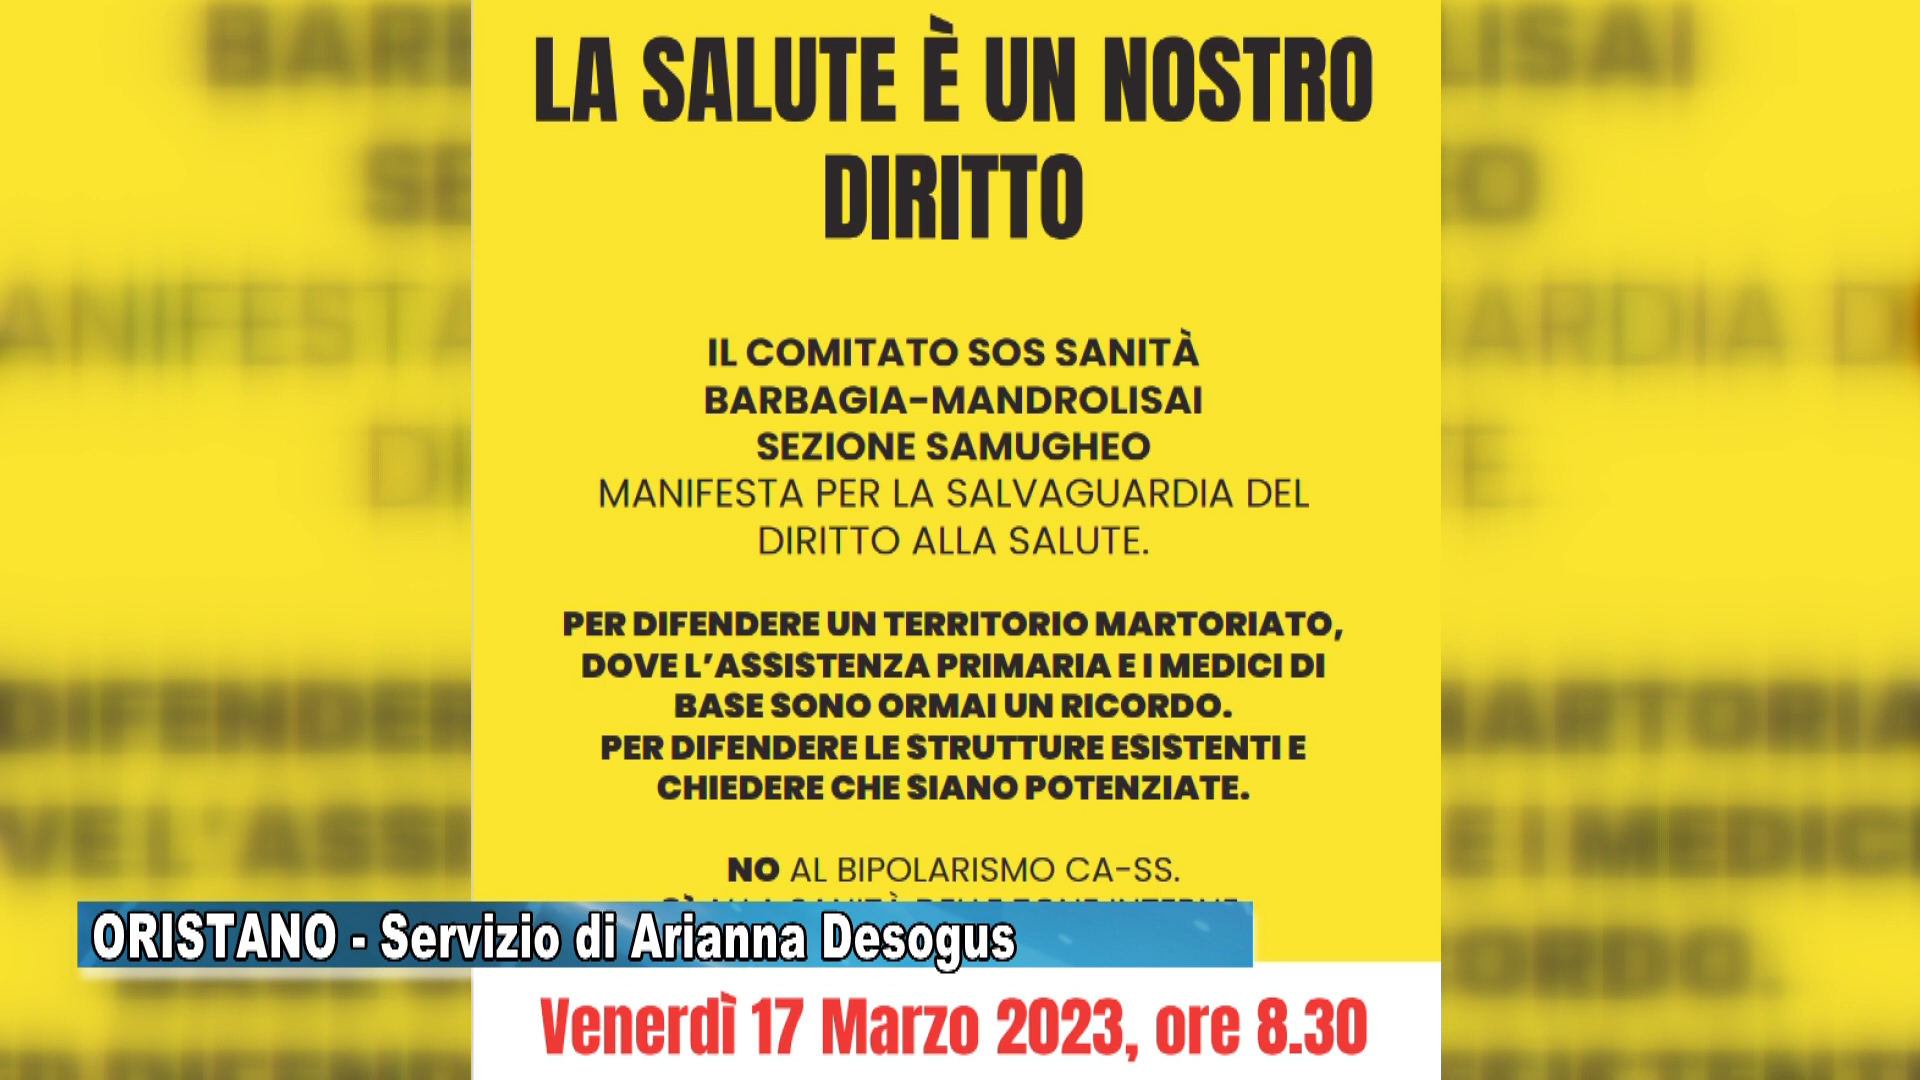 LA SALUTE È UN NOSTRO
DIRITTO
IL COMITATO SOS SANITÀ
BARBAGIA-MANDROLISAI
SEZIONE SAMUGHEO
MANIFESTA PER LA SALVAGUARDIA DEL
DIRITTO ALLA SALUTE.
PER DIFENDERE UN TERRITORIO MARTORIATO,
DOVE L'ASSISTENZA PRIMARIA E I MEDICI DI
BASE SONO ORMAI UN RICORDO.
PER DIFENDERE LE STRUTTURE ESISTENTI E
CHIEDERE CHE SIANO POTENZIATE.
NO AL BIPOLARISMO CA-SS.
ORISTANO - Servizio di Arianna Desogus
Venerdì 17 Marzo 2023, ore 8.30